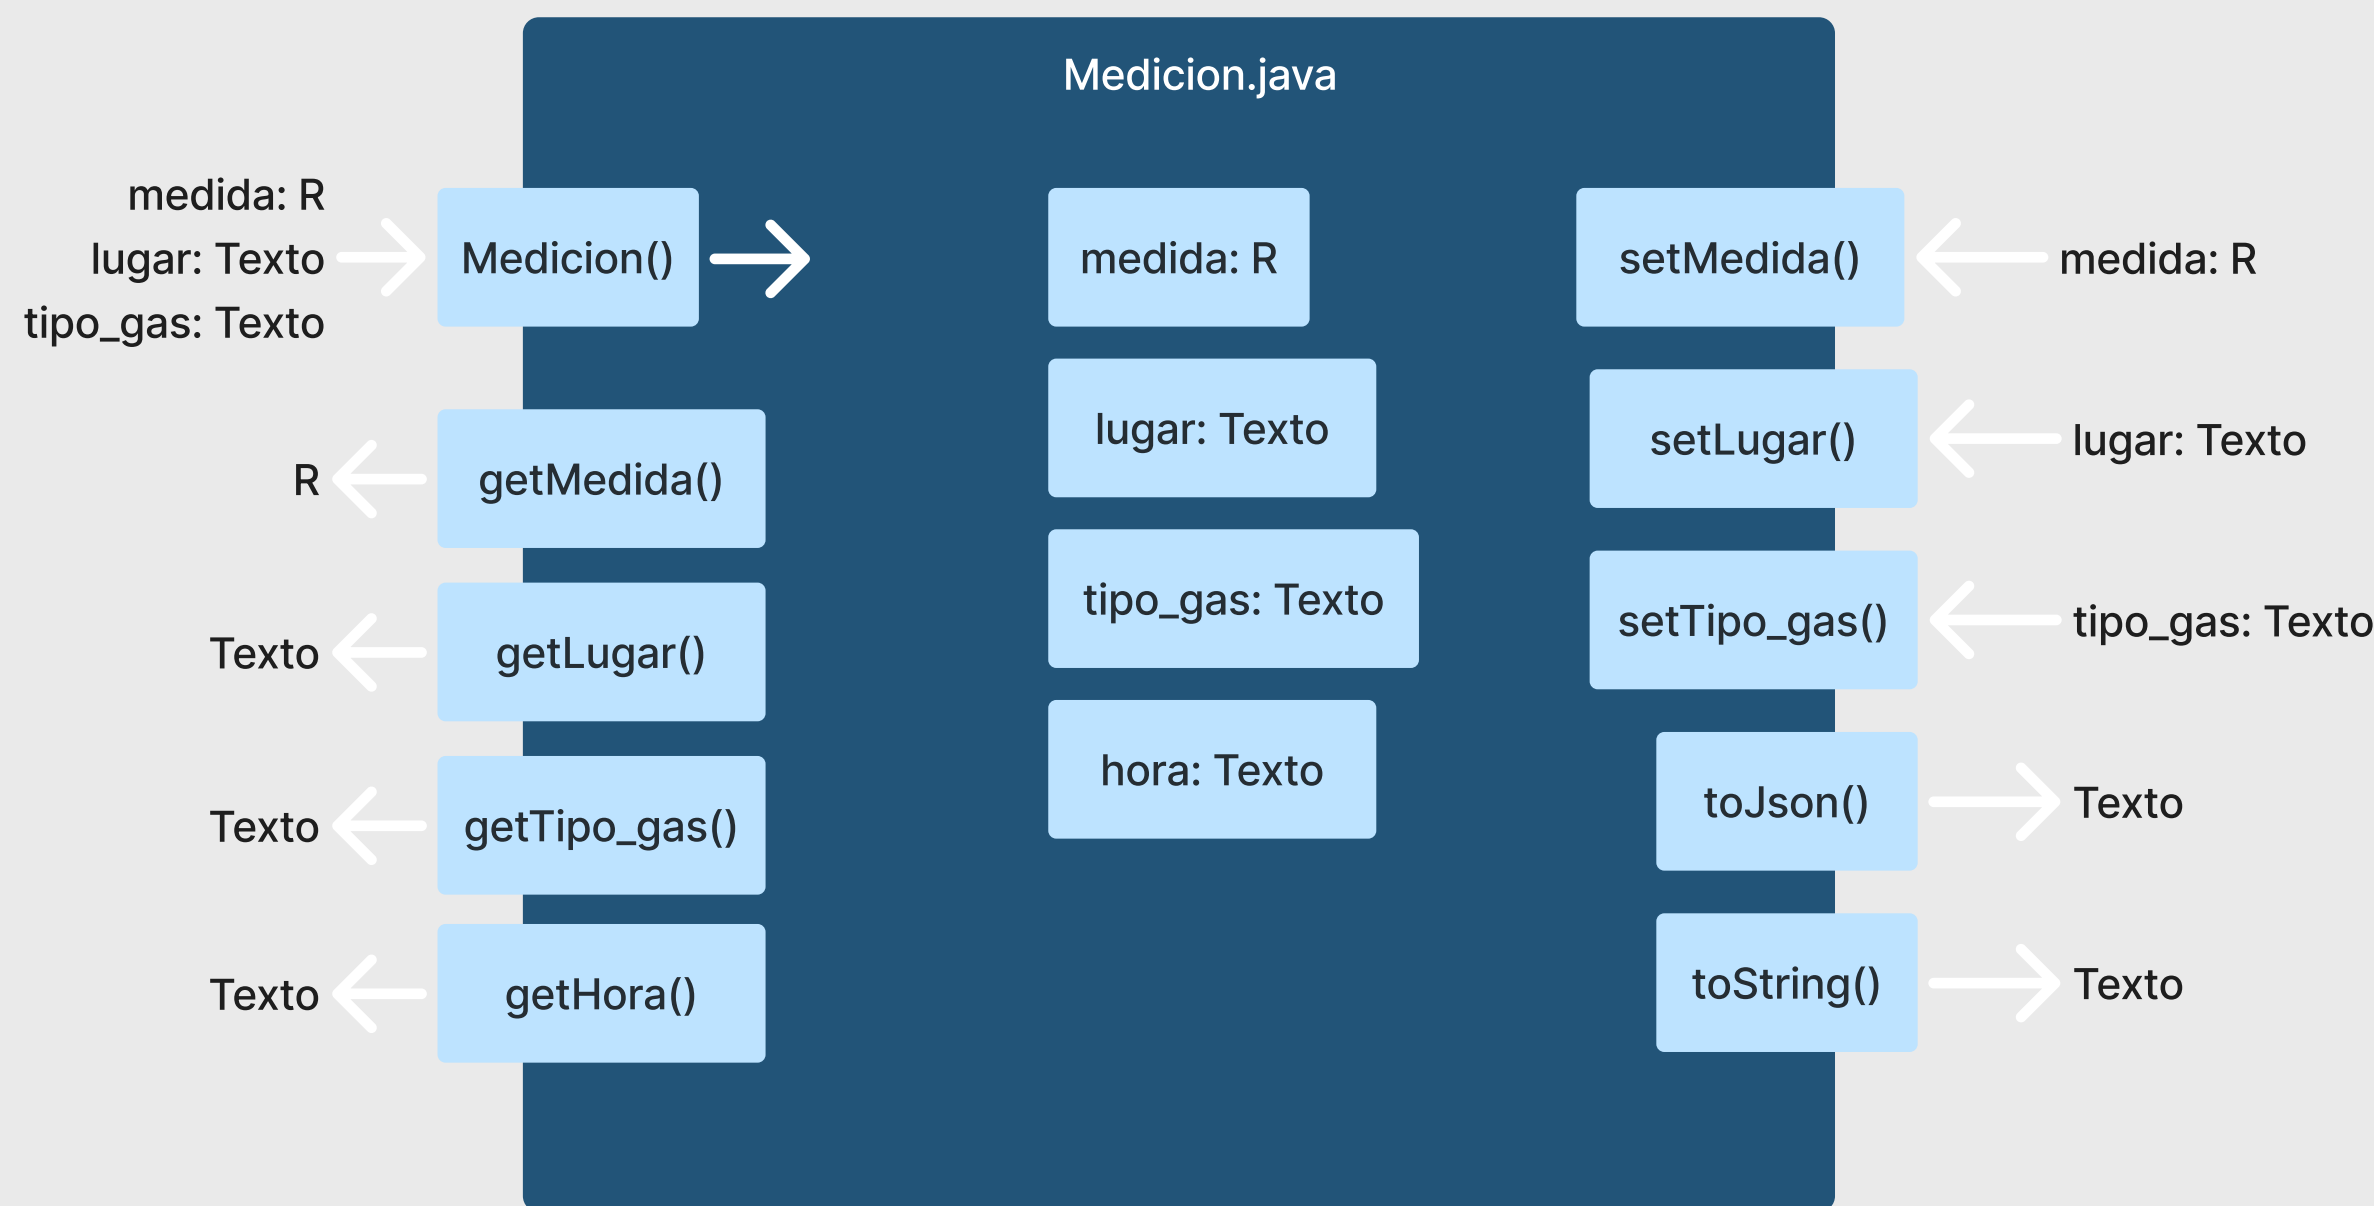 Medicion.java
medida: R
lugar: Texto
tipo_gas: Texto
Medicion()
R
getMedida()
Texto
getLugar()
Texto
getTipo_gas()
Texto
getHora()
medida: R
lugar: Texto
tipo_gas: Texto
hora: Texto
setMedida()
medida: R
setLugar()
lugar: Texto
setTipo_gas()
tipo_gas: Texto
toJson()
Texto
toString()
Texto